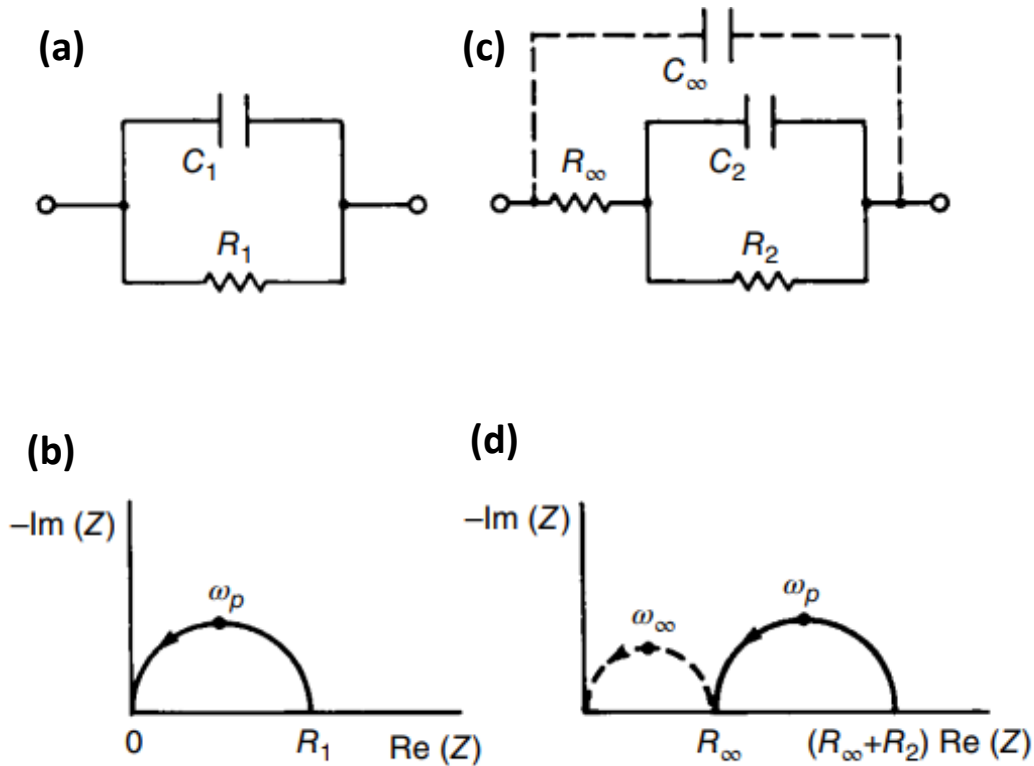 (a)
C₁
R₁
(c)
C∞
R∞
C₂
R₂
(b)
–Im (Z)
ωp
0
R₁
Re (Z)
(d)
–Im (Z)
ω∞
ωp
R∞
(R∞+R₂)
Re (Z)